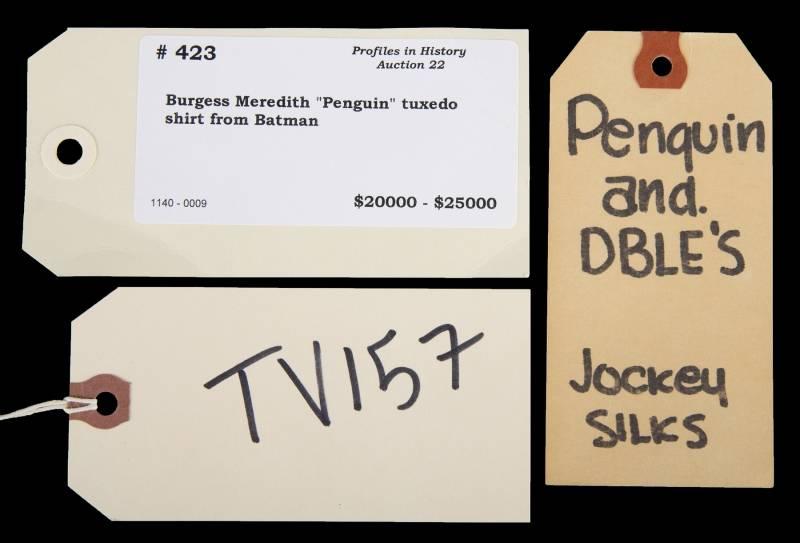 # 423
Profiles in History
Auction 22
Burgess Meredith "Penguin" tuxedo
shirt from Batman
1140 - 0009
$20000 - $25000
TV157
Penquin
and.
DBLE'S
Jockey
SILKS